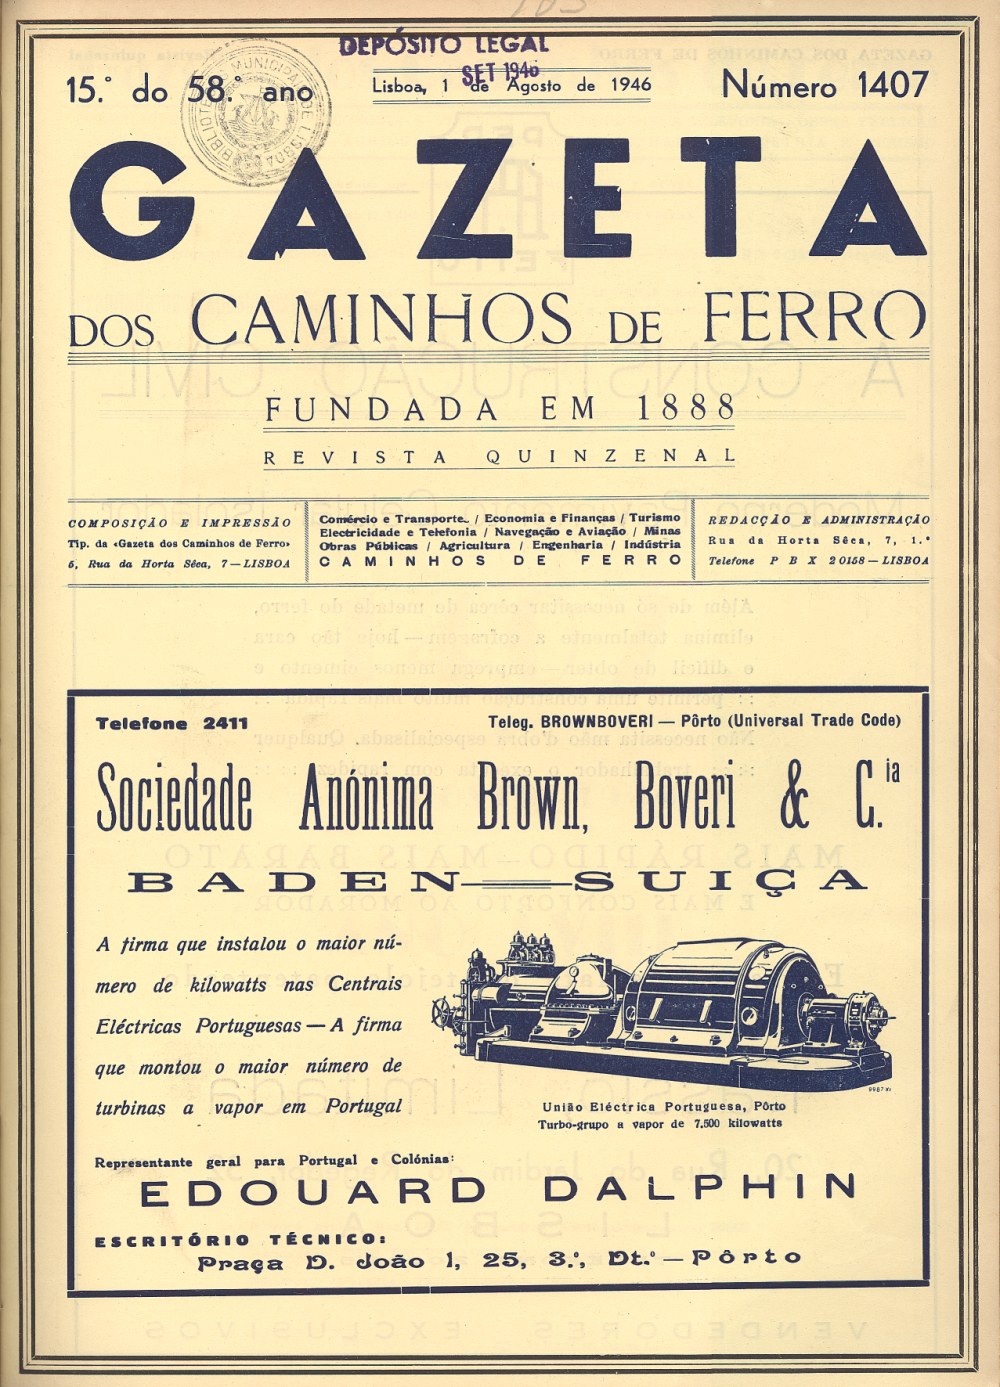 DEPÓSITO LEGAL
SET 1946
15.º do 58.º ano
Lisboa, 1 de Agosto de 1946
Número 1407
GAZETA
DOS CAMINHOS DE FERRO
FUNDADA EM 1888
REVISTA QUINZENAL
COMPOSIÇÃO E IMPRESSÃO
Tip. da «Gazeta dos Caminhos de Ferro»
5, Rua da Horta Sêca, 7 — LISBOA
Comércio e Transportes / Economia e Finanças / Turismo
Electricidade e Telefonia / Navegação e Aviação / Minas
Obras Públicas / Agricultura / Engenharia / Indústria
CAMINHOS DE FERRO
REDACÇÃO E ADMINISTRAÇÃO
Rua da Horta Sêca, 7, 1.º
Telefone P B X 20158 — LISBOA
Telefone 2411
Teleg. BROWNBOVERI — Pôrto (Universal Trade Code)
Sociedade Anónima Brown, Boveri & C.ia
BADEN — SUIÇA
A firma que instalou o maior nú-
mero de kilowatts nas Centrais
Eléctricas Portuguesas — A firma
que montou o maior número de
turbinas a vapor em Portugal
União Eléctrica Portuguesa, Pôrto
Turbo-grupo a vapor de 7.500 kilowatts
Representante geral para Portugal e Colónias:
EDOUARD DALPHIN
ESCRITÓRIO TÉCNICO:
Praça D. João 1, 25, 3.º, Dt.º — Pôrto